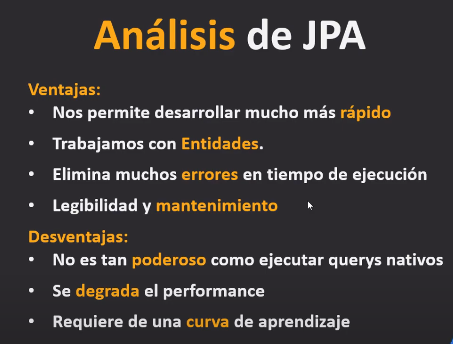 Análisis de JPA
Ventajas:
• Nos permite desarrollar mucho más rápido
• Trabajamos con Entidades.
• Elimina muchos errores en tiempo de ejecución
• Legibilidad y mantenimiento
Desventajas:
• No es tan poderoso como ejecutar querys nativos
• Se degrada el performance
• Requiere de una curva de aprendizaje